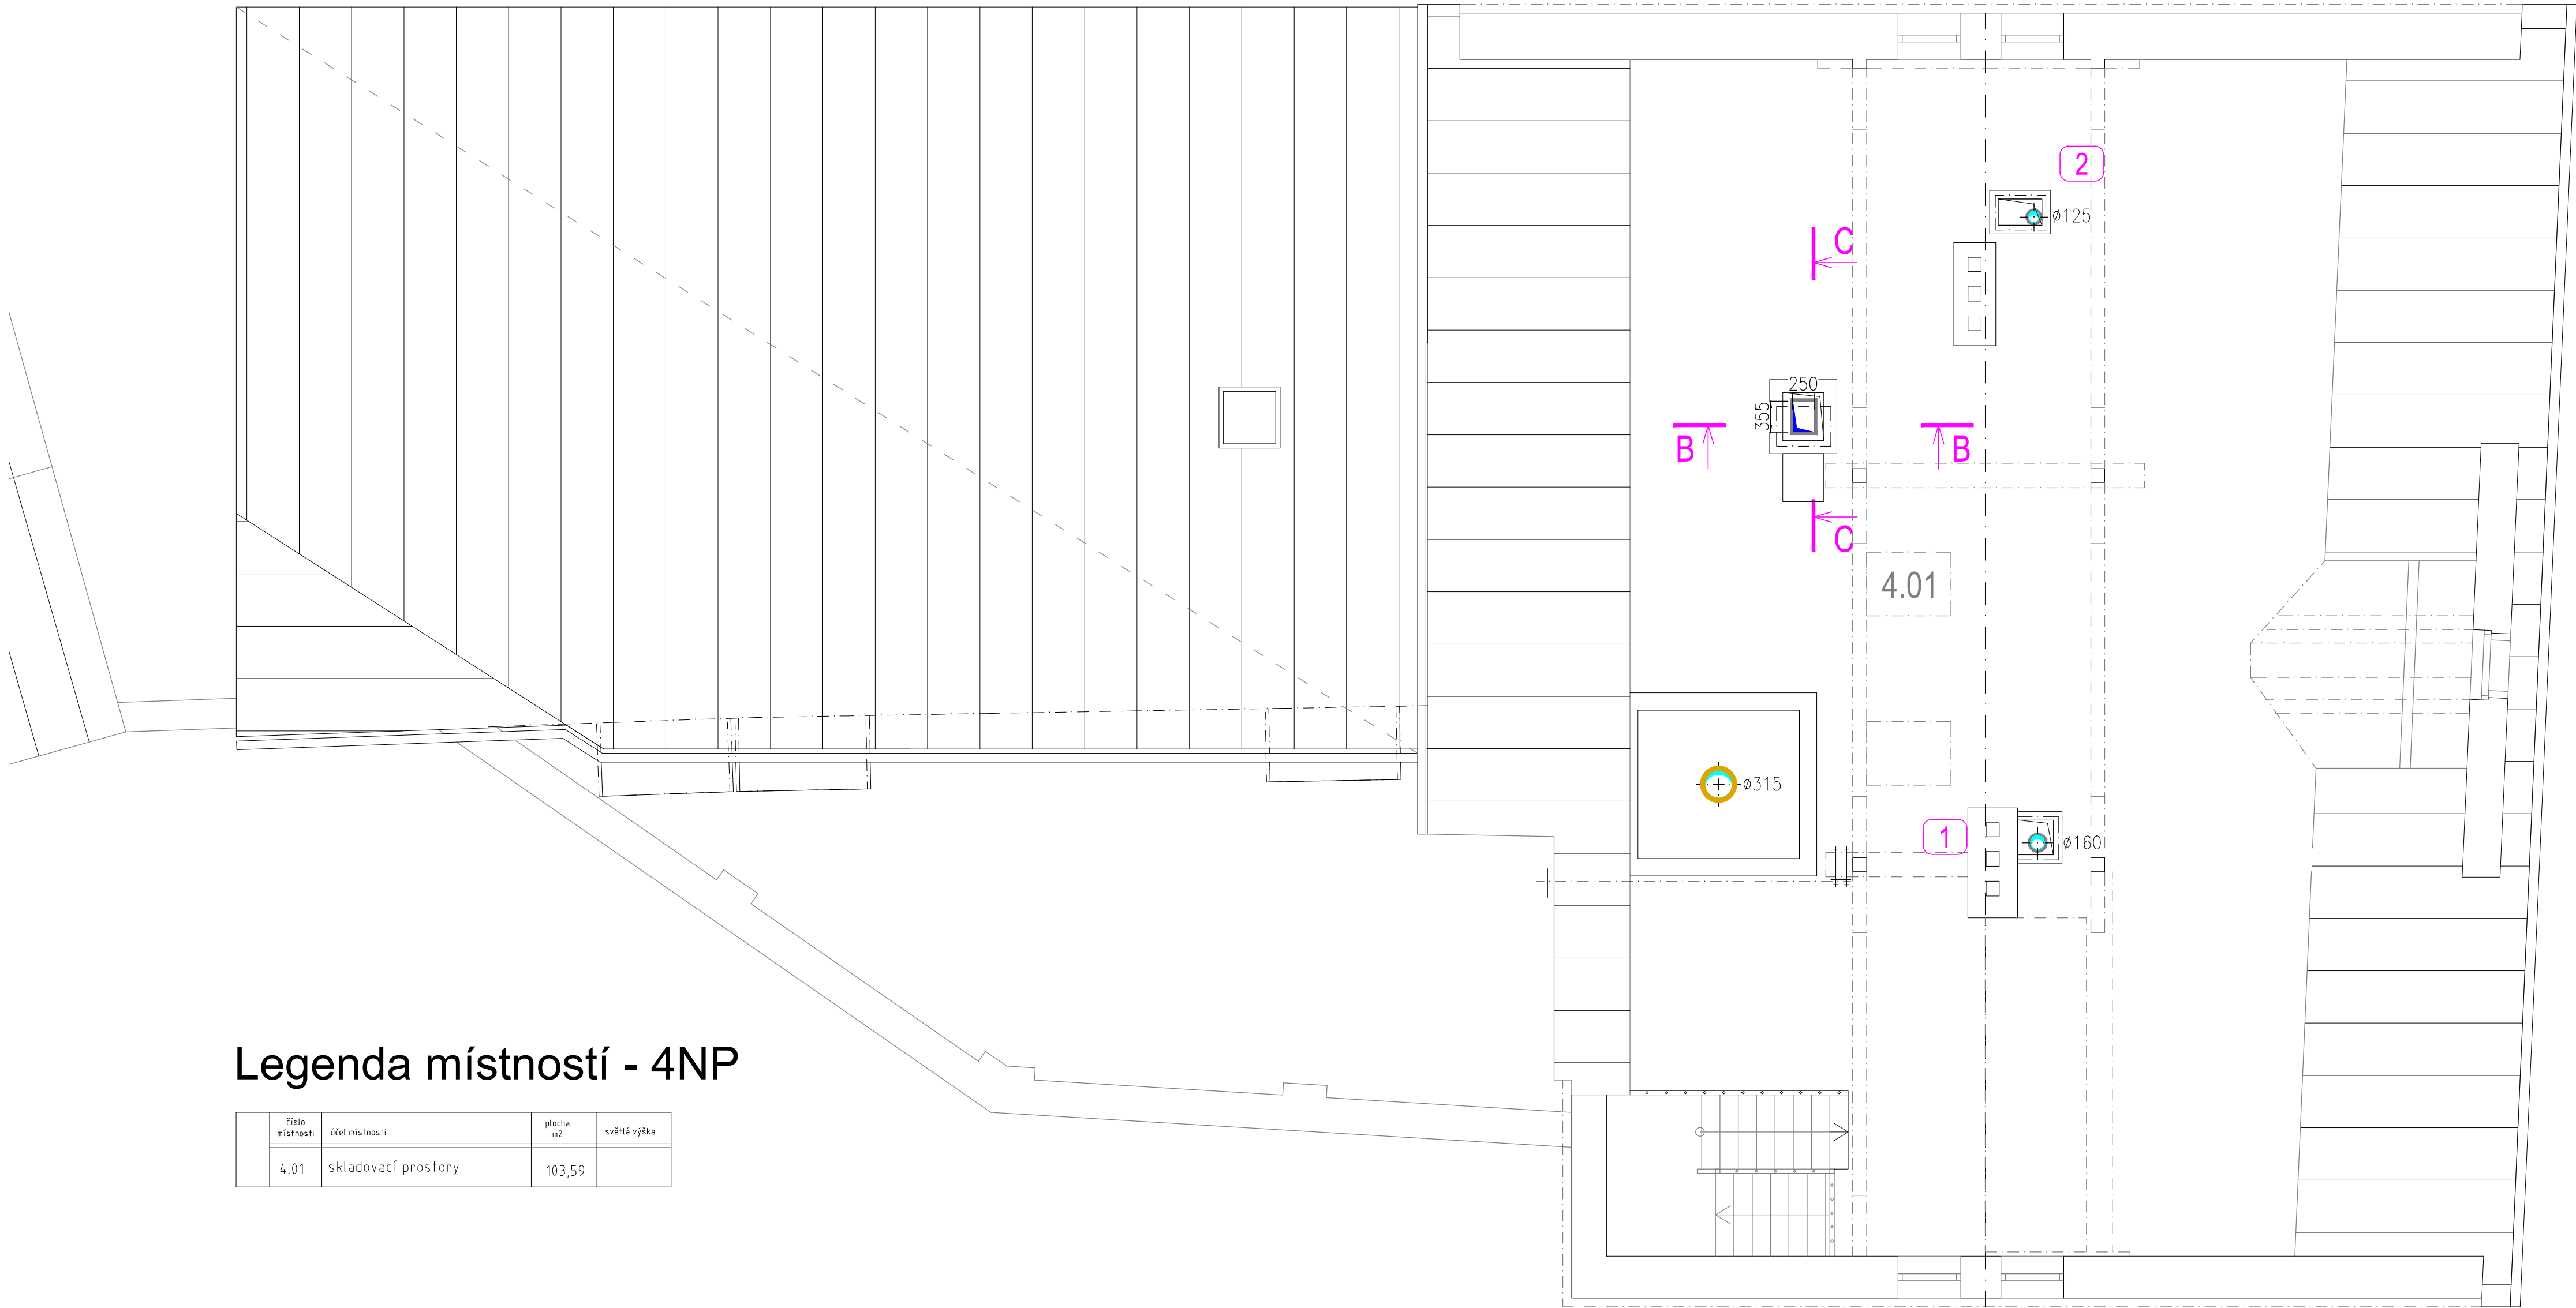 2
ø125
C
250
355
B
B
C
4.01
ø315
1
ø160
Legenda místností - 4NP
číslo místnosti
účel místnosti
plocha m2
světlá výška
4.01
skladovací prostory
103,59